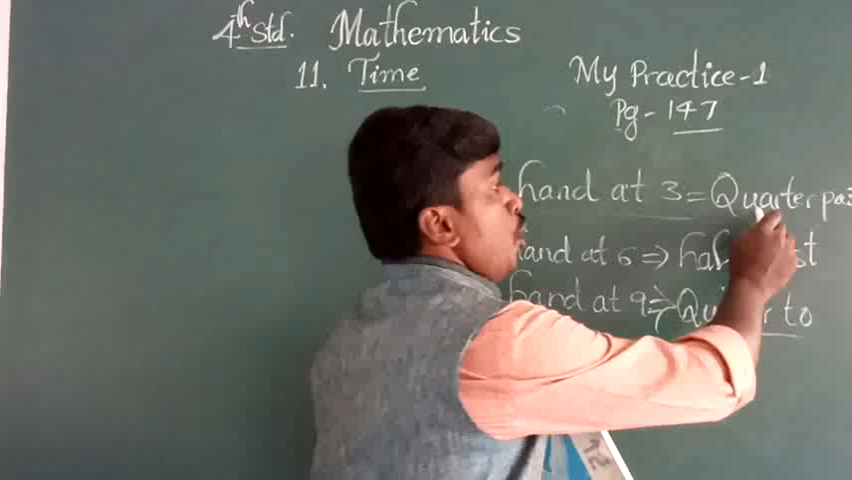 4th Std. Mathematics
11. Time
My Practice-1
Pg - 147
hand at 3 = Quarter
hand at 6 ⇒ half
hand at 9 ⇒ to